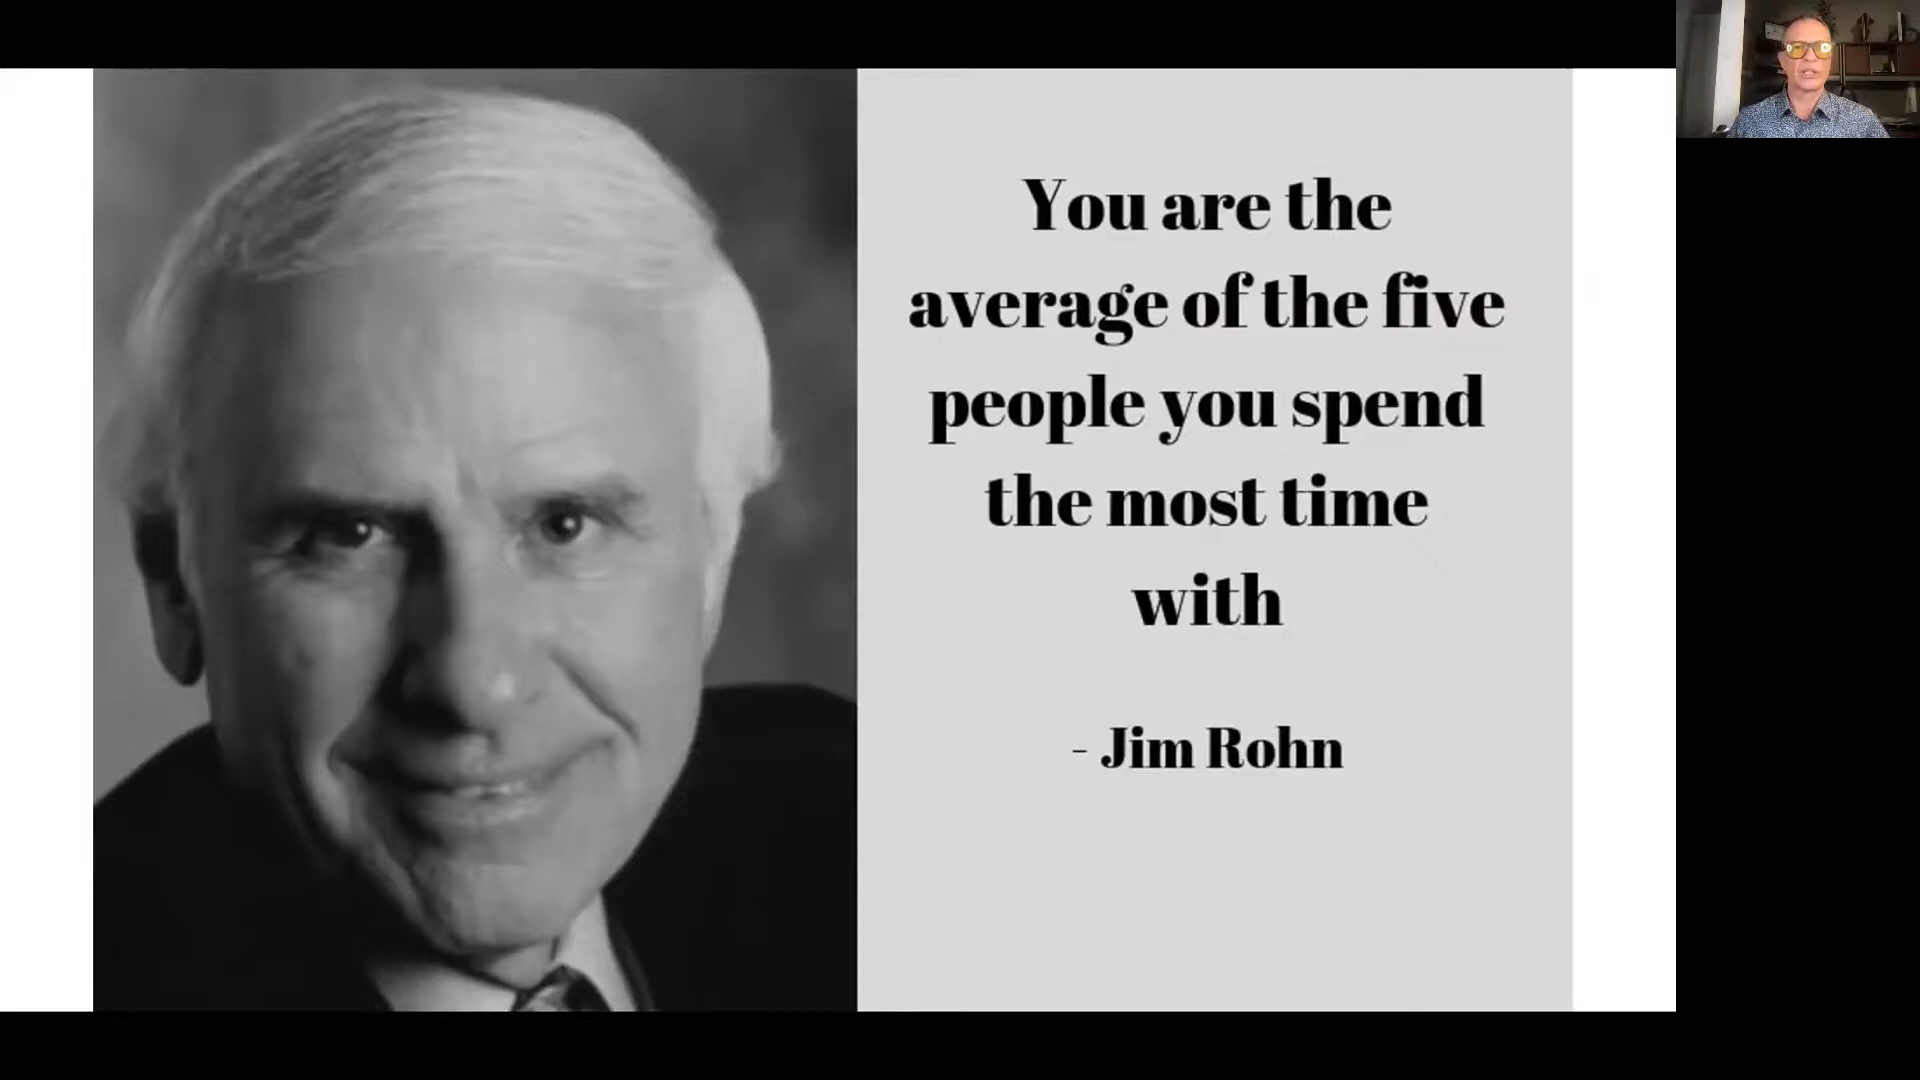 You are the
average of the five
people you spend
the most time
with
- Jim Rohn